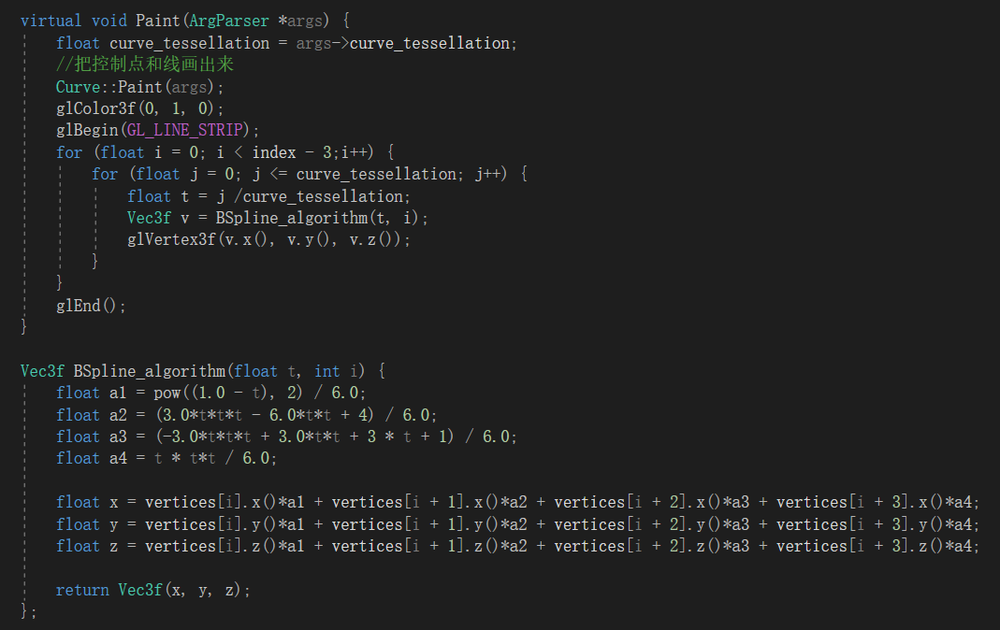 virtual void Paint(ArgParser *args) {
float curve_tessellation = args->curve_tessellation;
//把控制点和线画出来
Curve::Paint(args);
glColor3f(0, 1, 0);
glBegin(GL_LINE_STRIP);
for (float i = 0; i < index - 3;i++) {
for (float j = 0; j <= curve_tessellation; j++) {
float t = j /curve_tessellation;
Vec3f v = BSpline_algorithm(t, i);
glVertex3f(v.x(), v.y(), v.z());
}
}
glEnd();
}
Vec3f BSpline_algorithm(float t, int i) {
float a1 = pow((1.0 - t), 2) / 6.0;
float a2 = (3.0*t*t*t - 6.0*t*t + 4) / 6.0;
float a3 = (-3.0*t*t*t + 3.0*t*t + 3 * t + 1) / 6.0;
float a4 = t * t*t / 6.0;
float x = vertices[i].x()*a1 + vertices[i + 1].x()*a2 + vertices[i + 2].x()*a3 + vertices[i + 3].x()*a4;
float y = vertices[i].y()*a1 + vertices[i + 1].y()*a2 + vertices[i + 2].y()*a3 + vertices[i + 3].y()*a4;
float z = vertices[i].z()*a1 + vertices[i + 1].z()*a2 + vertices[i + 2].z()*a3 + vertices[i + 3].z()*a4;
return Vec3f(x, y, z);
};